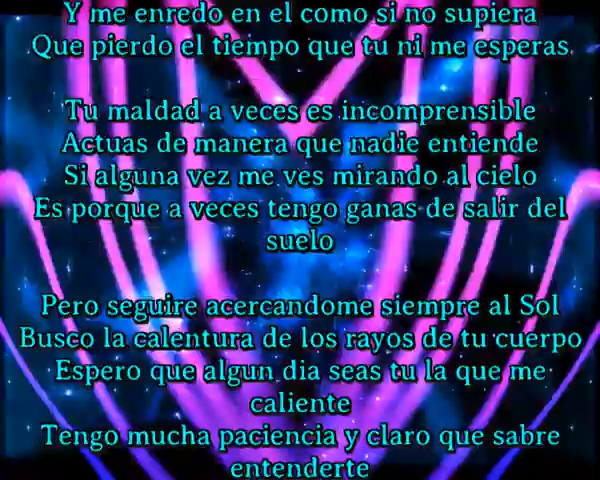 Y me enredo en el como si no supiera
Que pierdo el tiempo que tu ni me esperas
Tu maldad a veces es incomprensible
Actuas de manera que nadie entiende
Si alguna vez me ves mirando al cielo
Es porque a veces tengo ganas de salir del
suelo
Pero seguire acercandome siempre al Sol
Busco la calentura de los rayos de tu cuerpo
Espero que algun dia seas tu la que me
caliente
Tengo mucha paciencia y claro que sabre
entenderte